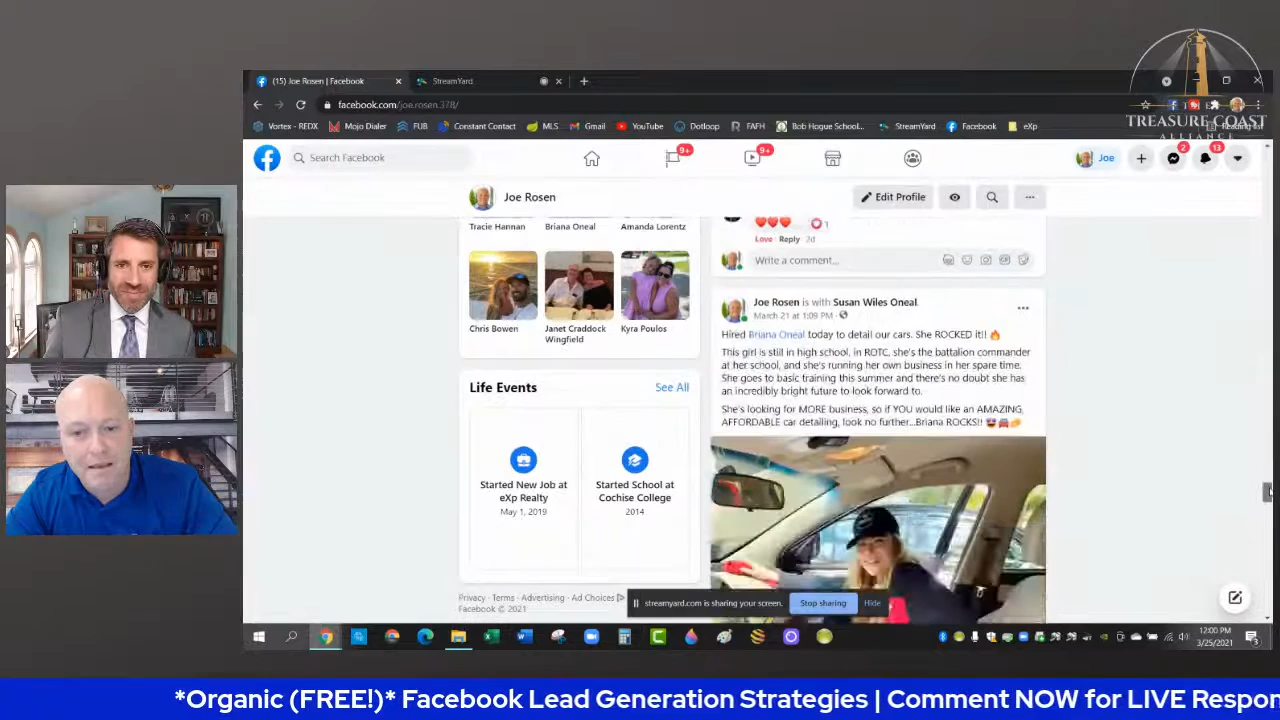 (15) Joe Rosen | Facebook
StreamYard
facebook.com/joe.rosen.378/
Vortex - REDX
Mojo Dialer
FUB
Constant Contact
MLS
Gmail
YouTube
Dotloop
FAFH
Bob Hogue School...
StreamYard
Facebook
eXp
TREASURE COAST
ALLIANCE
Search Facebook
9+
9+
Joe
2
13
Joe Rosen
Edit Profile
Tracie Hannan
Briana Oneal
Amanda Lorentz
Chris Bowen
Janet Craddock
Wingfield
Kyra Poulos
Life Events
See All
Started New Job at
eXp Realty
May 1, 2019
Started School at
Cochise College
2014
Privacy · Terms · Advertising · Ad Choices
Facebook © 2021
1
Love · Reply · 2d
Write a comment...
Joe Rosen is with Susan Wiles Oneal.
March 21 at 1:09 PM ·
Hired Briana Oneal today to detail our cars. She ROCKED it!! 🔥
This girl is still in high school, in ROTC, she's the battalion commander
at her school, and she's running her own business in her spare time.
She goes to basic training this summer and there's no doubt she has
an incredibly bright future to look forward to.
She's looking for MORE business, so if YOU would like an AMAZING,
AFFORDABLE car detailing, look no further...Briana ROCKS!!
streamyard.com is sharing your screen.
Stop sharing
Hide
12:00 PM
3/25/2021
*Organic (FREE!)* Facebook Lead Generation Strategies | Comment NOW for LIVE Respon